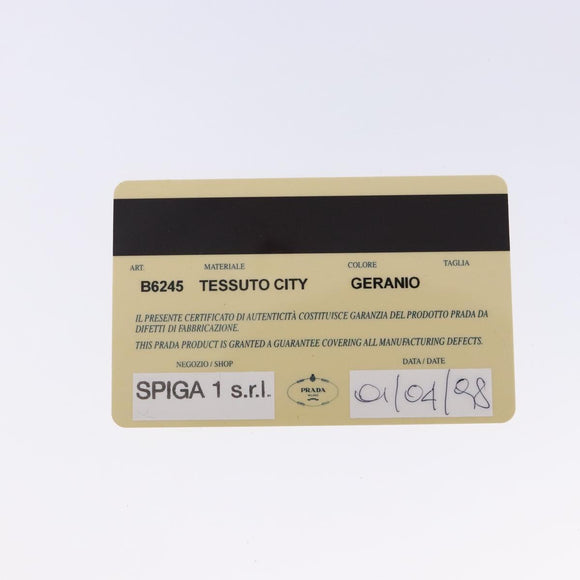 ART. MATERIALE COLORE TAGLIA
B6245 TESSUTO CITY GERANIO
IL PRESENTE CERTIFICATO DI AUTENTICITÀ COSTITUISCE GARANZIA DEL PRODOTTO PRADA DA
DIFETTI DI FABBRICAZIONE.
THIS PRADA PRODUCT IS GRANTED A GUARANTEE COVERING ALL MANUFACTURING DEFECTS.
NEGOZIO / SHOP DATA / DATE
SPIGA 1 s.r.l. PRADA 01/04/98
MILANO